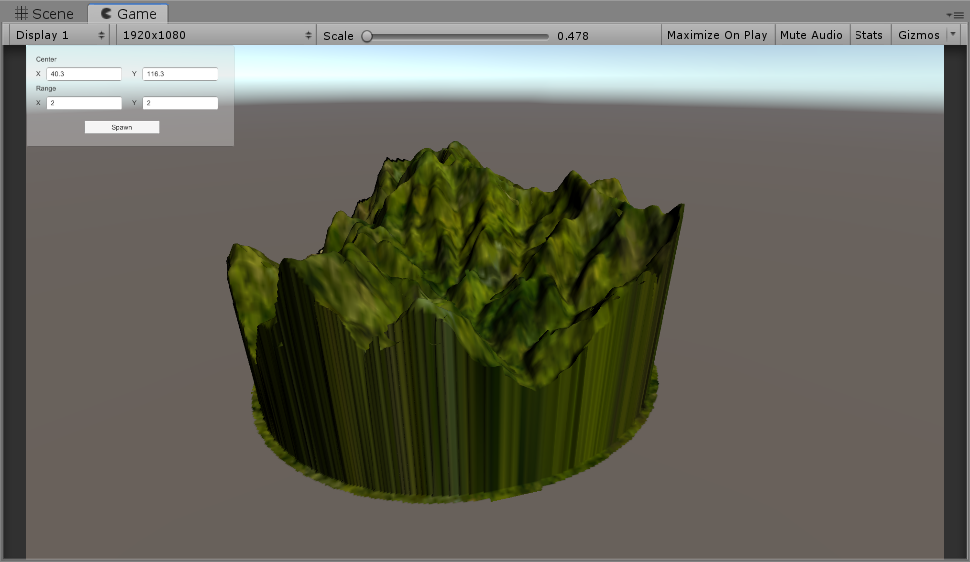 Scene Game
Display 1 1920x1080 Scale 0.478 Maximize On Play Mute Audio Stats Gizmos
Center
X 40.3 Y 116.3
Range
X 2 Y 2
Spawn